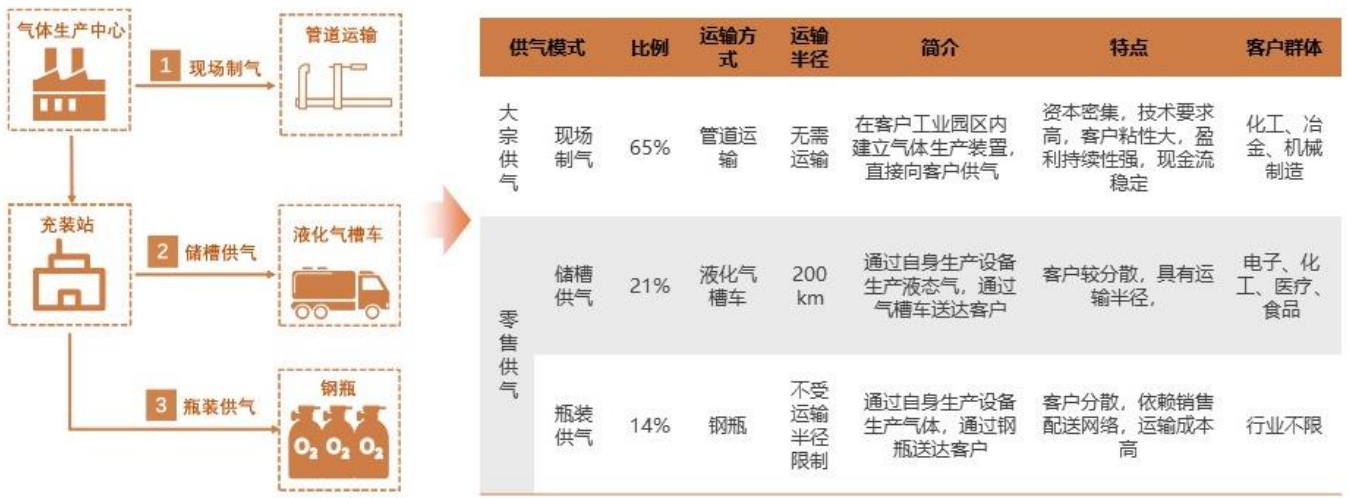 气体生产中心
1 现场制气
管道运输
充装站
2 储槽供气
液化气槽车
3 瓶装供气
钢瓶
O2 O2 O2
供气模式
比例
运输方
式
运输
半径
简介
特点
客户群体
大
宗
供
气
现场
制气
65%
管道运
输
无需
运输
在客户工业园区内
建立气体生产装置,
直接向客户供气
资本密集，技术要求
高，客户粘性大，盈
利持续性强，现金流
稳定
化工、冶
金、机械
制造
零
售
供
气
储槽
供气
21%
液化气
槽车
200
km
通过自身生产设备
生产液态气，通过
气槽车送达客户
客户较分散，具有运
输半径，
电子、化
工、医疗、
食品
瓶装
供气
14%
钢瓶
不受
运输
半径
限制
通过自身生产设备
生产气体，通过钢
瓶送达客户
客户分散，依赖销售
配送网络，运输成本
高
行业不限